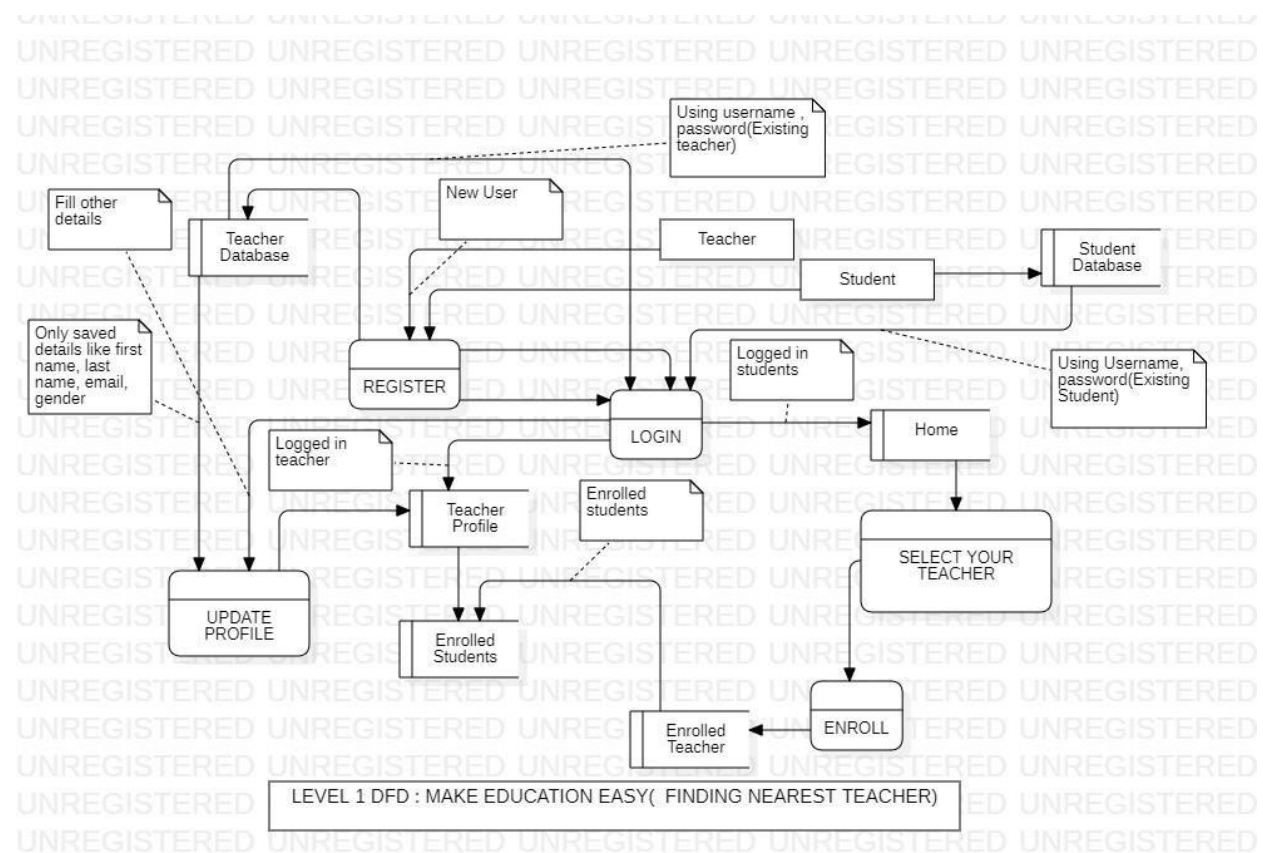 UNREGISTERED UNREGISTERED UNREGISTERED UNREGISTERED UNREGISTERED
Using username ,
password(Existing
teacher)
New User
Fill other
details
Teacher
Database
Teacher
Student
Student
Database
Only saved
details like first
name, last
name, email,
gender
REGISTER
Logged in
students
Using Username,
password(Existing
Student)
LOGIN
Home
Logged in
teacher
Teacher
Profile
Enrolled
students
SELECT YOUR
TEACHER
UPDATE
PROFILE
Enrolled
Students
ENROLL
Enrolled
Teacher
LEVEL 1 DFD : MAKE EDUCATION EASY( FINDING NEAREST TEACHER)